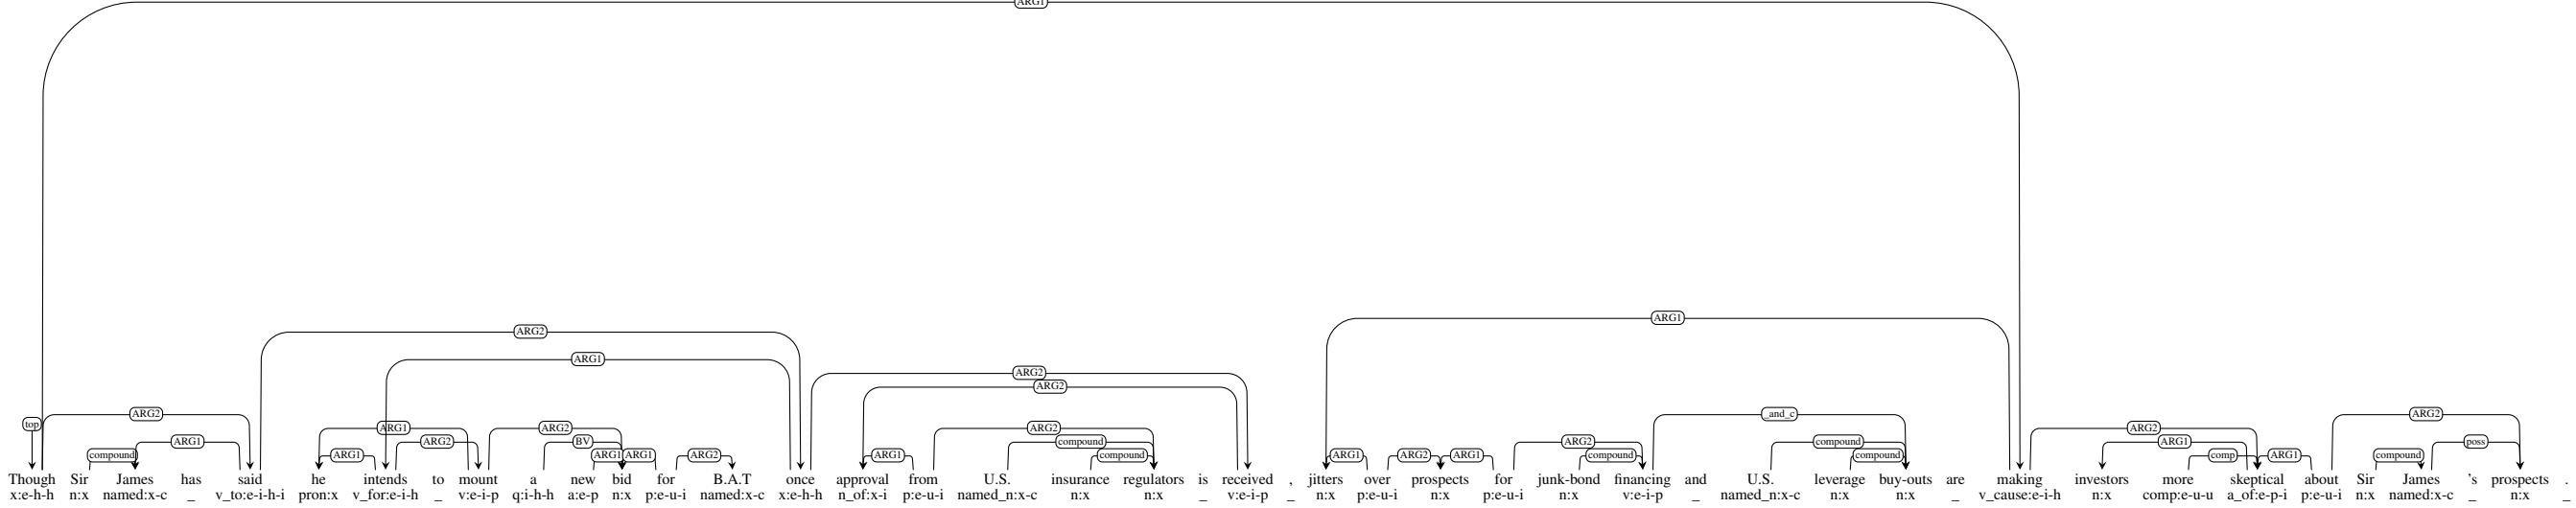 ARG1
ARG2 ARG1
ARG1
ARG2
ARG2
top ARG2 _and_c ARG2
ARG1 ARG2 ARG2 ARG2
ARG1 ARG2 BV compound ARG2 compound ARG1 poss
compound ARG1 ARG1 ARG1 ARG2 ARG1 compound ARG1 ARG2 ARG1 compound compound comp ARG1 compound
Though Sir James has said he intends to mount a new bid for B.A.T once approval from U.S. insurance regulators is received , jitters over prospects for junk-bond financing and U.S. leverage buy-outs are making investors more skeptical about Sir James 's prospects .
x:e-h-h n:x named:x-c _ v_to:e-i-h-i pron:x v_for:e-i-h _ v:e-i-p q:i-h-h a:e-p n:x p:e-u-i named:x-c x:e-h-h n_of:x-i p:e-u-i named_n:x-c n:x n:x _ v:e-i-p _ n:x p:e-u-i n:x p:e-u-i n:x v:e-i-p _ named_n:x-c n:x n:x _ v_cause:e-i-h n:x comp:e-u-u a_of:e-p-i p:e-u-i n:x named:x-c _ n:x _